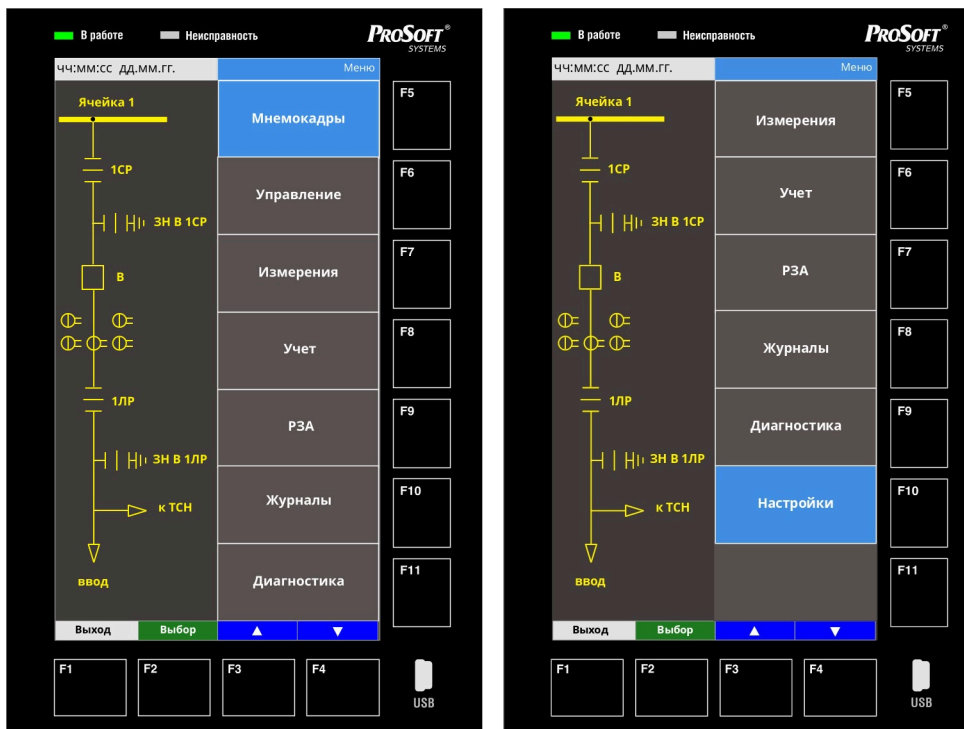 В работе
Неисправность
PROSOFT®
SYSTEMS
чч:мм:сс дд.мм.гг.
Меню
Ячейка 1
1СР
ЗН В 1СР
В
1ЛР
ЗН В 1ЛР
к ТСН
ввод
Мнемокадры
Управление
Измерения
Учет
РЗА
Журналы
Диагностика
Выход
Выбор
F5
F6
F7
F8
F9
F10
F11
F1
F2
F3
F4
USB
В работе
Неисправность
PROSOFT®
SYSTEMS
чч:мм:сс дд.мм.гг.
Меню
Ячейка 1
1СР
ЗН В 1СР
В
1ЛР
ЗН В 1ЛР
к ТСН
ввод
Измерения
Учет
РЗА
Журналы
Диагностика
Настройки
Выход
Выбор
F5
F6
F7
F8
F9
F10
F11
F1
F2
F3
F4
USB